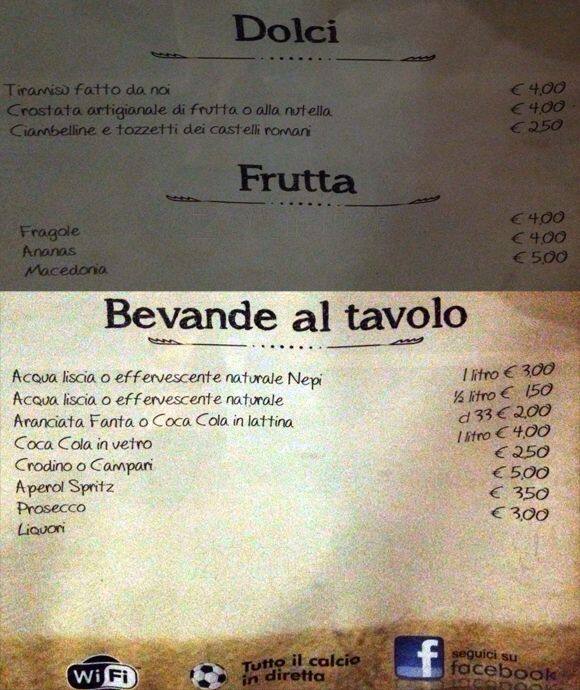 Dolci
Tiramisù fatto da noi € 4,00
Crostata artigianale di frutta o alla nutella € 4,00
Ciambelline e tozzetti dei castelli romani € 2,50
Frutta
Fragole € 4,00
Ananas € 4,00
Macedonia € 5,00
Bevande al tavolo
Acqua liscia o effervescente naturale Nepi 1 litro € 3,00
Acqua liscia o effervescente naturale ½ litro € 1,50
Aranciata Fanta o Coca Cola in lattina cl 33 € 2,00
Coca Cola in vetro 1 litro € 4,00
Crodino o Campari € 2,50
Aperol Spritz € 5,00
Prosecco € 3,50
Liquori € 3,00
WiFi
Tutto il calcio
in diretta
f
seguici su
facebook